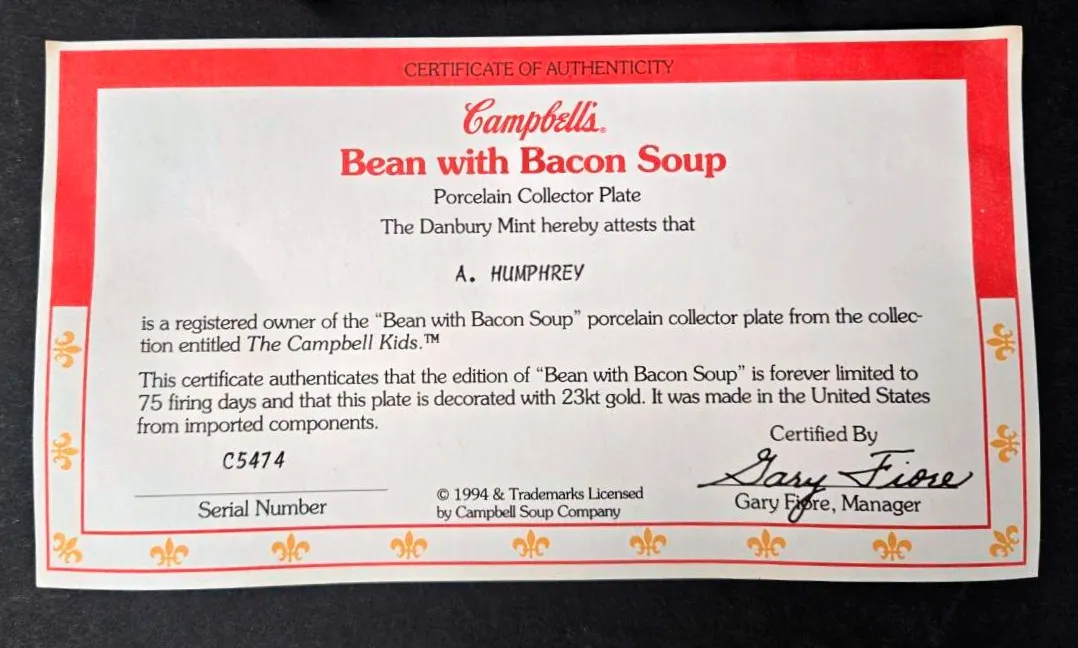 CERTIFICATE OF AUTHENTICITY
Campbell's®
Bean with Bacon Soup
Porcelain Collector Plate
The Danbury Mint hereby attests that
A. HUMPHREY
is a registered owner of the "Bean with Bacon Soup" porcelain collector plate from the collec-
tion entitled The Campbell Kids.™
This certificate authenticates that the edition of "Bean with Bacon Soup" is forever limited to
75 firing days and that this plate is decorated with 23kt gold. It was made in the United States
from imported components.
Certified By
C5474
Gary Fiore
Serial Number
© 1994 & Trademarks Licensed
by Campbell Soup Company
Gary Fiore, Manager